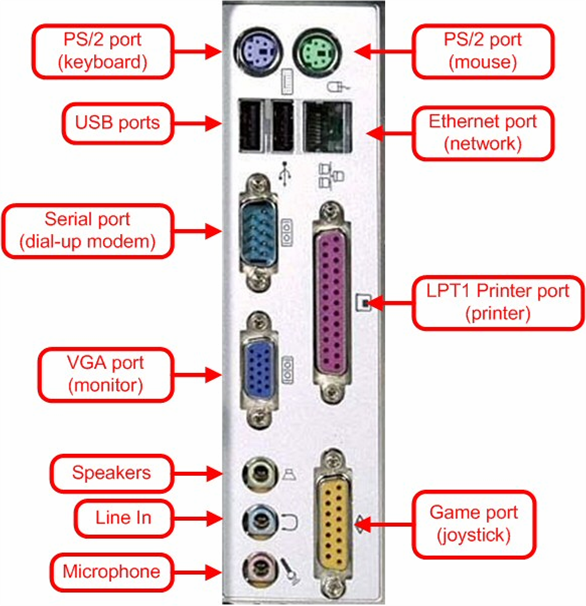 PS/2 port
(keyboard)
PS/2 port
(mouse)
USB ports
Ethernet port
(network)
Serial port
(dial-up modem)
LPT1 Printer port
(printer)
VGA port
(monitor)
Speakers
Line In
Game port
(joystick)
Microphone